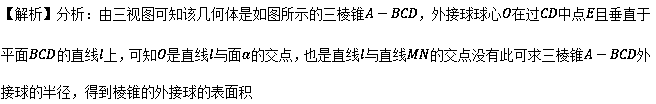 【解析】分析：由三视图可知该几何体是如图所示的三棱锥A－BCD，外接球球心O在过CD中点E且垂直于
平面BCD的直线l上，可知O是直线l与面α的交点，也是直线l与直线MN的交点没有此可求三棱锥A－BCD外
接球的半径，得到棱锥的外接球的表面积